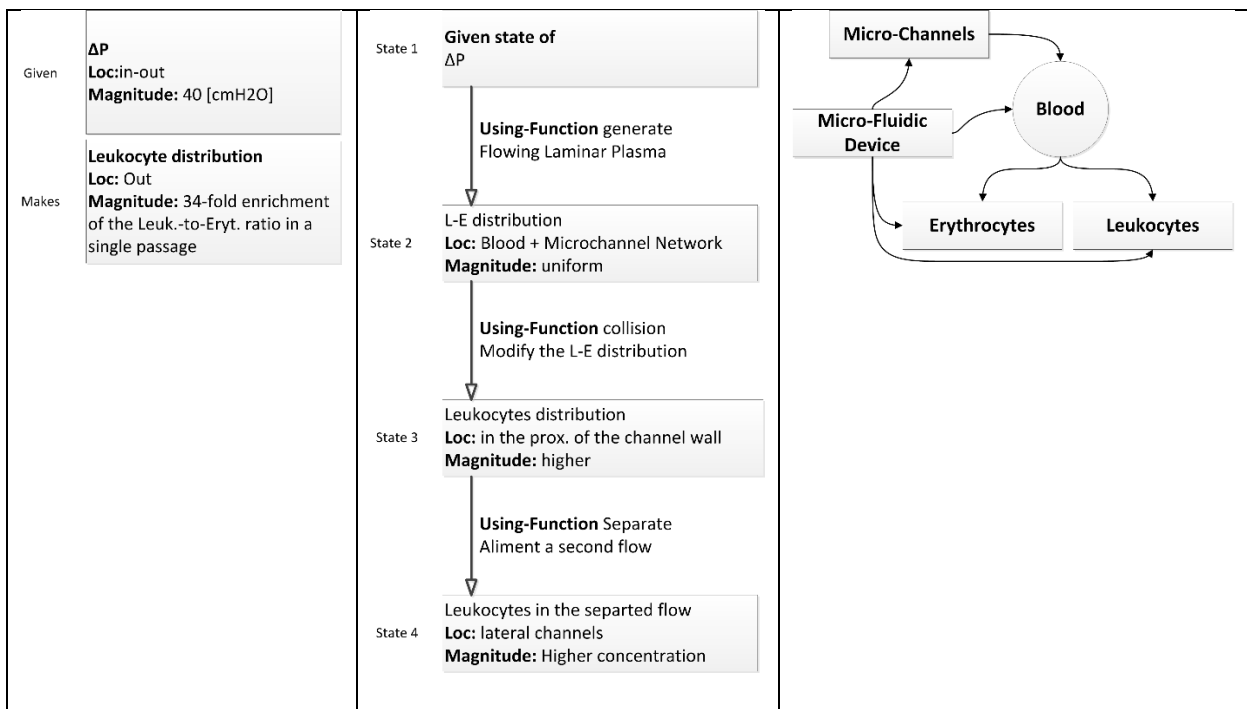 Given
ΔP
Loc:in-out
Magnitude: 40 [cmH2O]
Makes
Leukocyte distribution
Loc: Out
Magnitude: 34-fold enrichment
of the Leuk.-to-Eryt. ratio in a
single passage
State 1
Given state of
ΔP
Using-Function generate
Flowing Laminar Plasma
State 2
L-E distribution
Loc: Blood + Microchannel Network
Magnitude: uniform
Using-Function collision
Modify the L-E distribution
State 3
Leukocytes distribution
Loc: in the prox. of the channel wall
Magnitude: higher
Using-Function Separate
Aliment a second flow
State 4
Leukocytes in the separted flow
Loc: lateral channels
Magnitude: Higher concentration
Micro-Channels
Blood
Micro-Fluidic
Device
Erythrocytes
Leukocytes